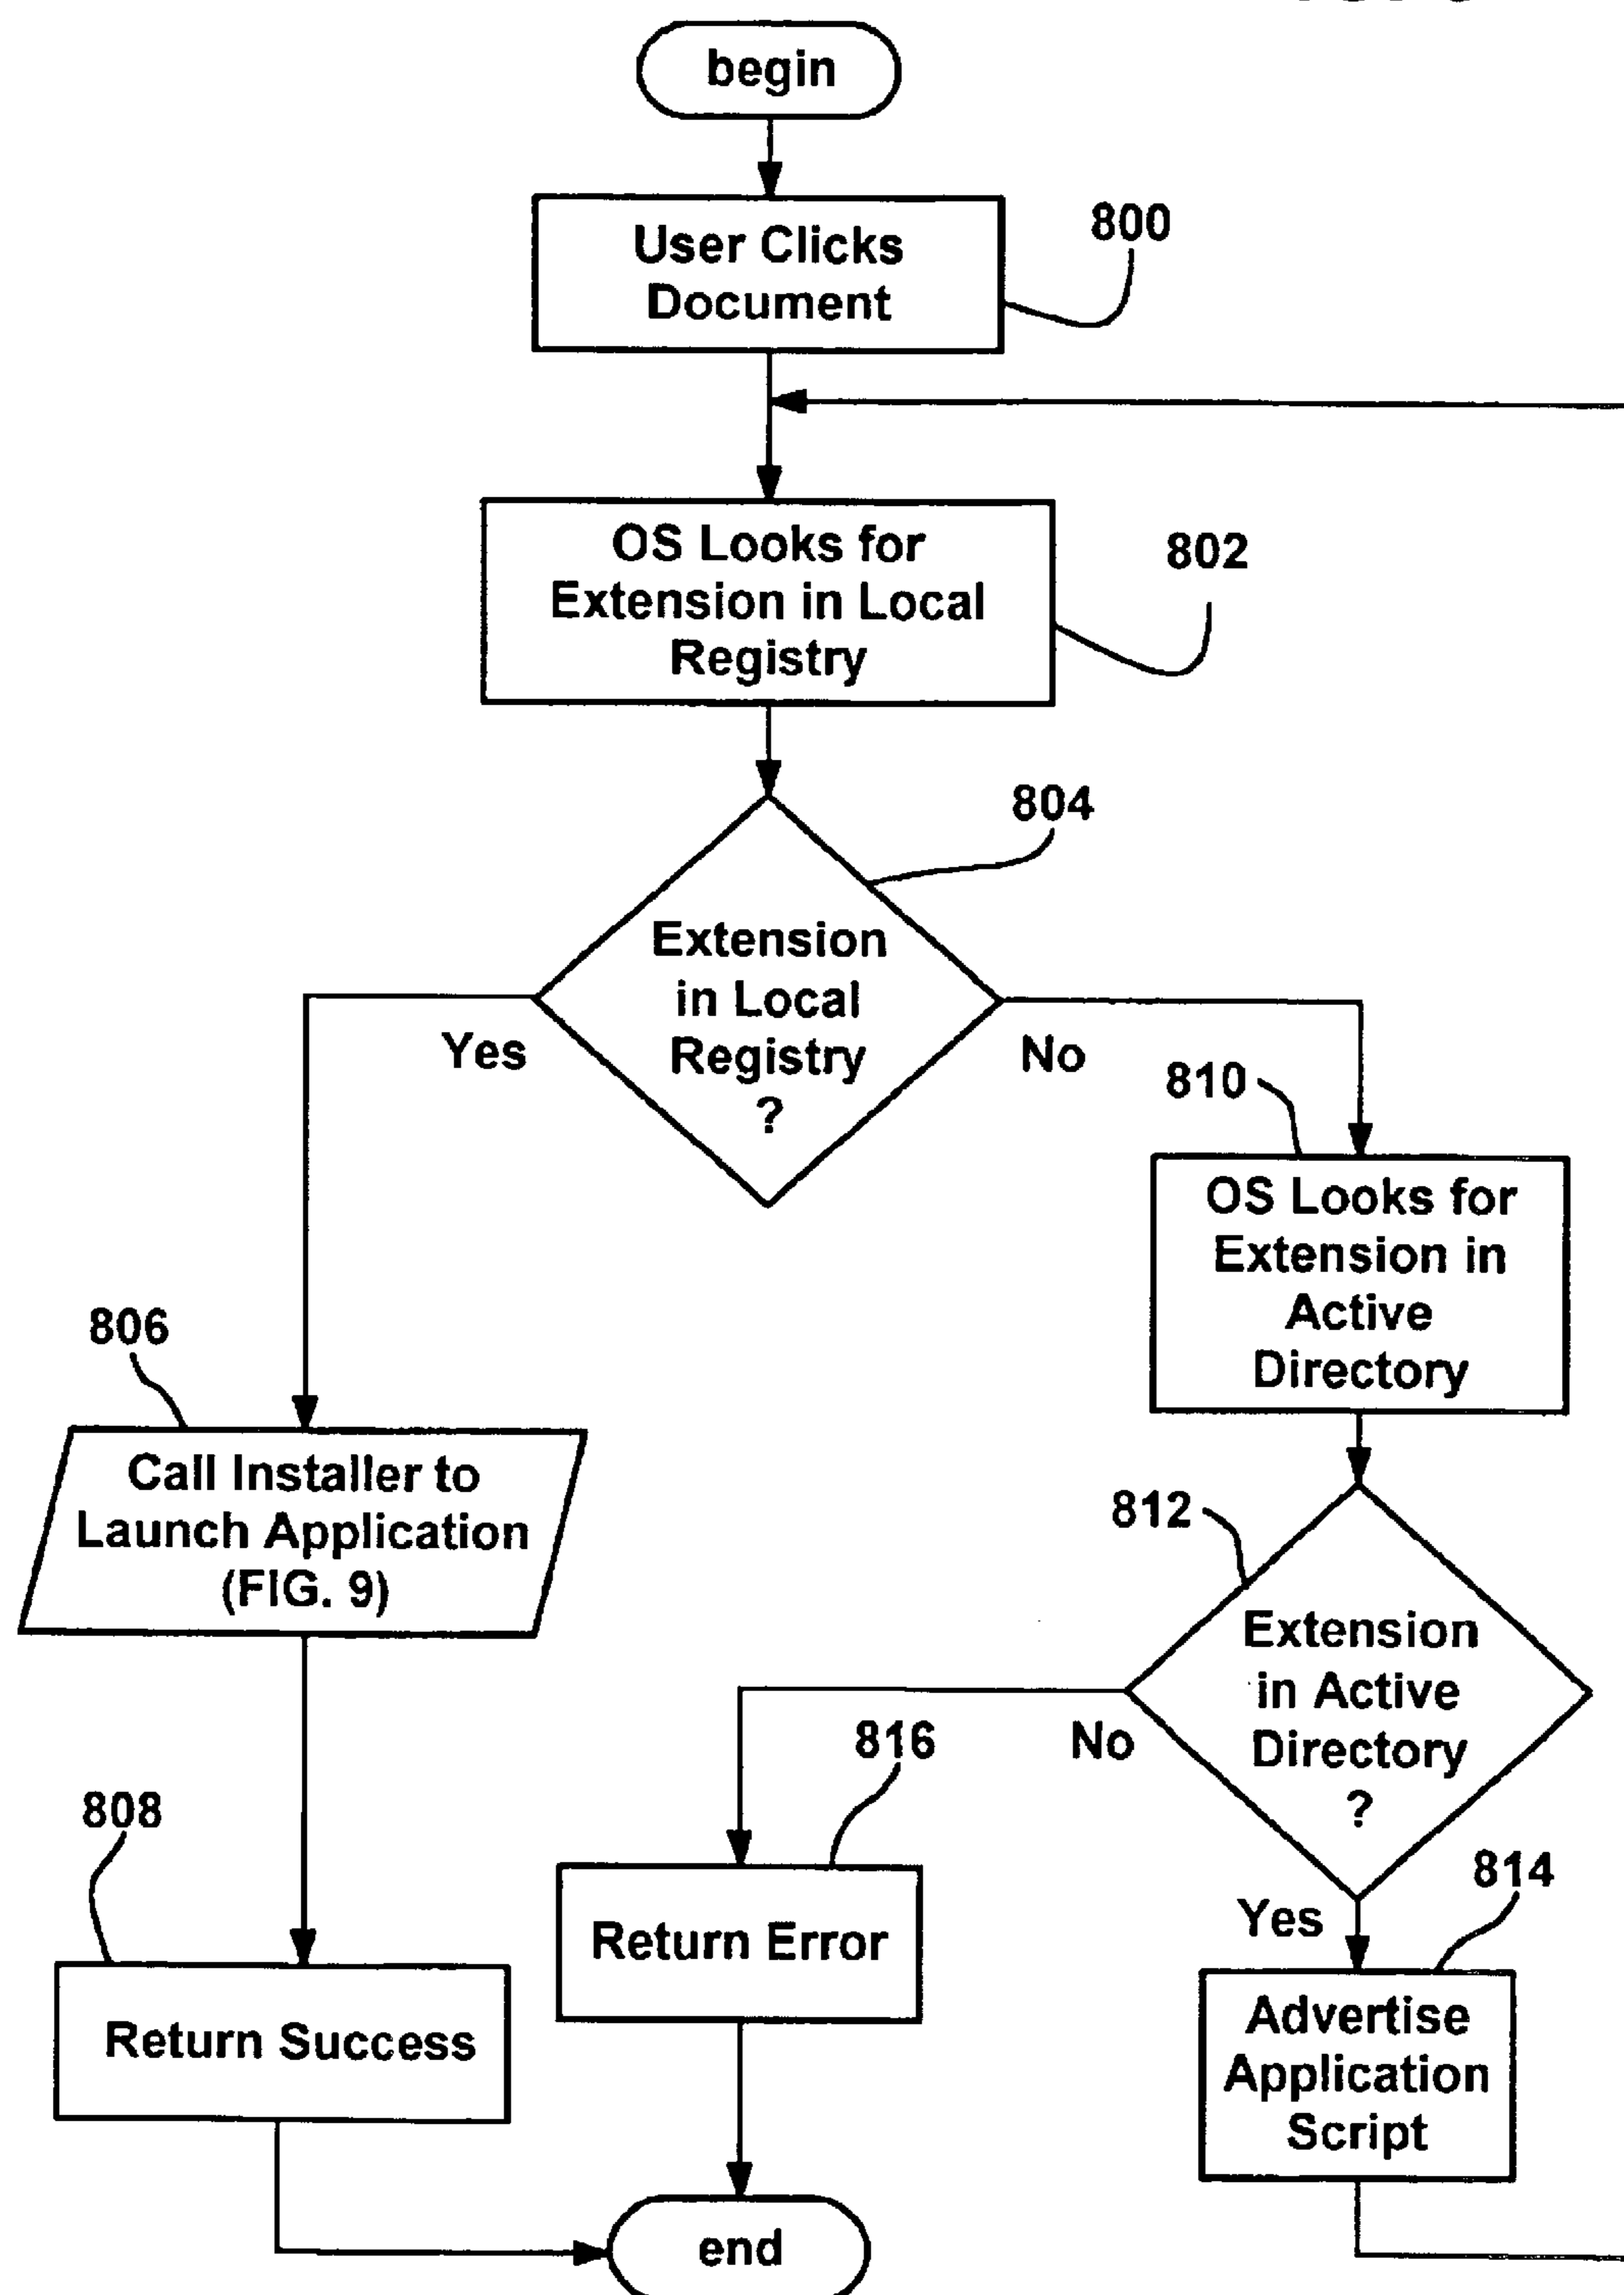 begin
User Clicks
Document
800
OS Looks for
Extension in Local
Registry
802
804
Extension
in Local
Registry
?
Yes
No
810
OS Looks for
Extension in
Active
Directory
806
Call Installer to
Launch Application
(FIG. 9)
812
Extension
in Active
Directory
?
No
816
808
Return Error
Yes
814
Return Success
Advertise
Application
Script
end